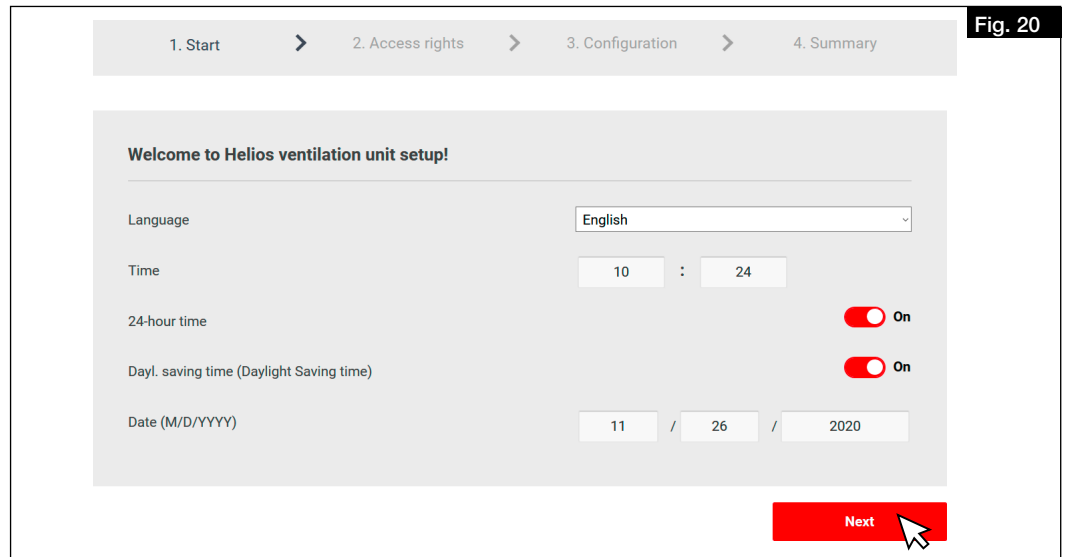 Fig. 20
1. Start 2. Access rights 3. Configuration 4. Summary
Welcome to Helios ventilation unit setup!
Language English
Time 10 : 24
24-hour time On
Dayl. saving time (Daylight Saving time) On
Date (M/D/YYYY) 11 / 26 / 2020
Next